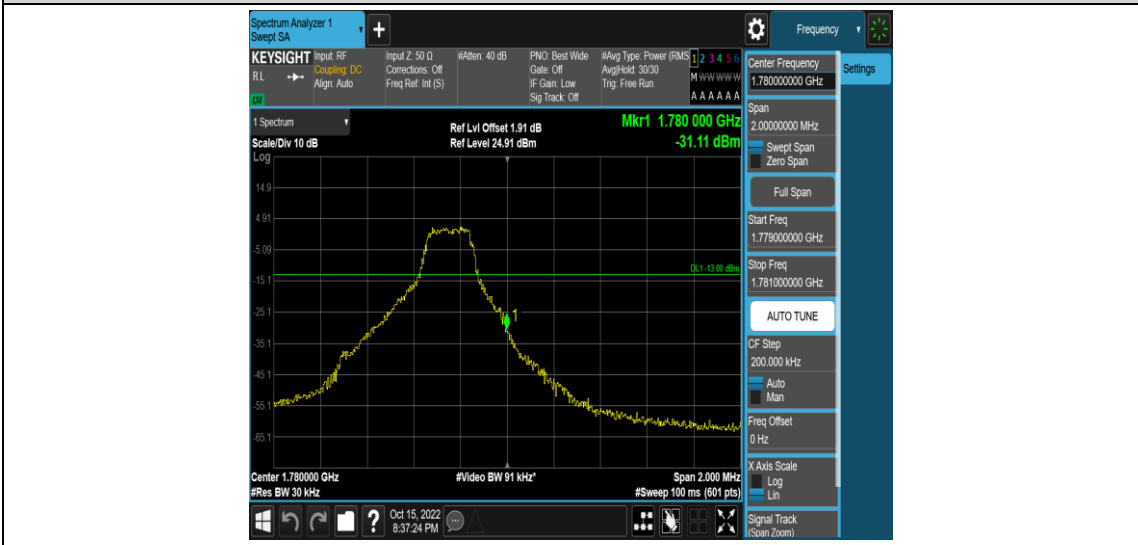 Spectrum Analyzer 1
Swept SA
+
Frequency
KEYSIGHT
R L
Input: RF
Coupling: DC
Align: Auto
Input Z: 50 Ω
Corrections: Off
Freq Ref: Int (S)
#Atten: 40 dB
PNO: Best Wide
Gate: Off
IF Gain: Low
Sig Track: Off
#Avg Type: Power (RMS
Avg|Hold: 30/30
Trig: Free Run
1 2 3 4 5 6
M W W W W W
A A A A A A
1 Spectrum
Scale/Div 10 dB
Log
Ref Lvl Offset 1.91 dB
Ref Level 24.91 dBm
Mkr1 1.780 000 GHz
-31.11 dBm
14.9
4.91
-5.09
-15.1
-25.1
-35.1
-45.1
-55.1
-65.1
DL1 -13.00 dBm
1
Center 1.780000 GHz
#Res BW 30 kHz
#Video BW 91 kHz*
Span 2.000 MHz
#Sweep 100 ms (601 pts)
Center Frequency
1.780000000 GHz
Settings
Span
2.00000000 MHz
Swept Span
Zero Span
Full Span
Start Freq
1.779000000 GHz
Stop Freq
1.781000000 GHz
AUTO TUNE
CF Step
200.000 kHz
Auto
Man
Freq Offset
0 Hz
X Axis Scale
Log
Lin
Signal Track
(Span Zoom)
?
Oct 15, 2022
8:37:24 PM